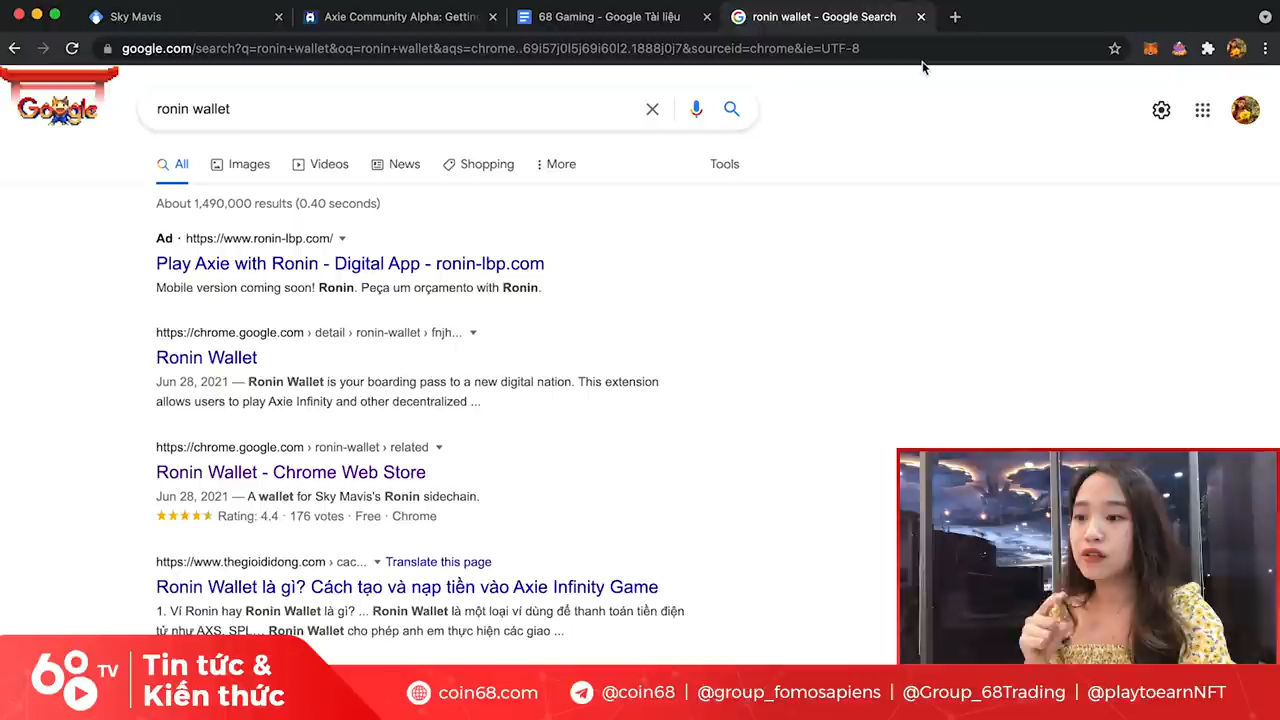 Sky Mavis
Axie Community Alpha: Getting
68 Gaming - Google Tài liệu
ronin wallet - Google Search
google.com/search?q=ronin+wallet&oq=ronin+wallet&aqs=chrome..69i57j0l5j69i60l2.1888j0j7&sourceid=chrome&ie=UTF-8
Google
ronin wallet
All
Images
Videos
News
Shopping
More
Tools
About 1,490,000 results (0.40 seconds)
Ad · https://www.ronin-lbp.com/
Play Axie with Ronin - Digital App - ronin-lbp.com
Mobile version coming soon! Ronin. Peça um orçamento with Ronin.
https://chrome.google.com › detail › ronin-wallet › fnjh...
Ronin Wallet
Jun 28, 2021 — Ronin Wallet is your boarding pass to a new digital nation. This extension
allows users to play Axie Infinity and other decentralized ...
https://chrome.google.com › ronin-wallet › related
Ronin Wallet - Chrome Web Store
Jun 28, 2021 — A wallet for Sky Mavis's Ronin sidechain.
Rating: 4.4 · 176 votes · Free · Chrome
https://www.thegioididong.com › cac... Translate this page
Ronin Wallet là gì? Cách tạo và nạp tiền vào Axie Infinity Game
1. Ví Ronin hay Ronin Wallet là gì? ... Ronin Wallet là một loại ví dùng để thanh toán tiền điện
tử như AXS, SPL... Ronin Wallet cho phép anh em thực hiện các giao ...
68 TV
Tin tức &
Kiến thức
coin68.com
@coin68 | @group_fomosapiens | @Group_68Trading | @playtoearnNFT